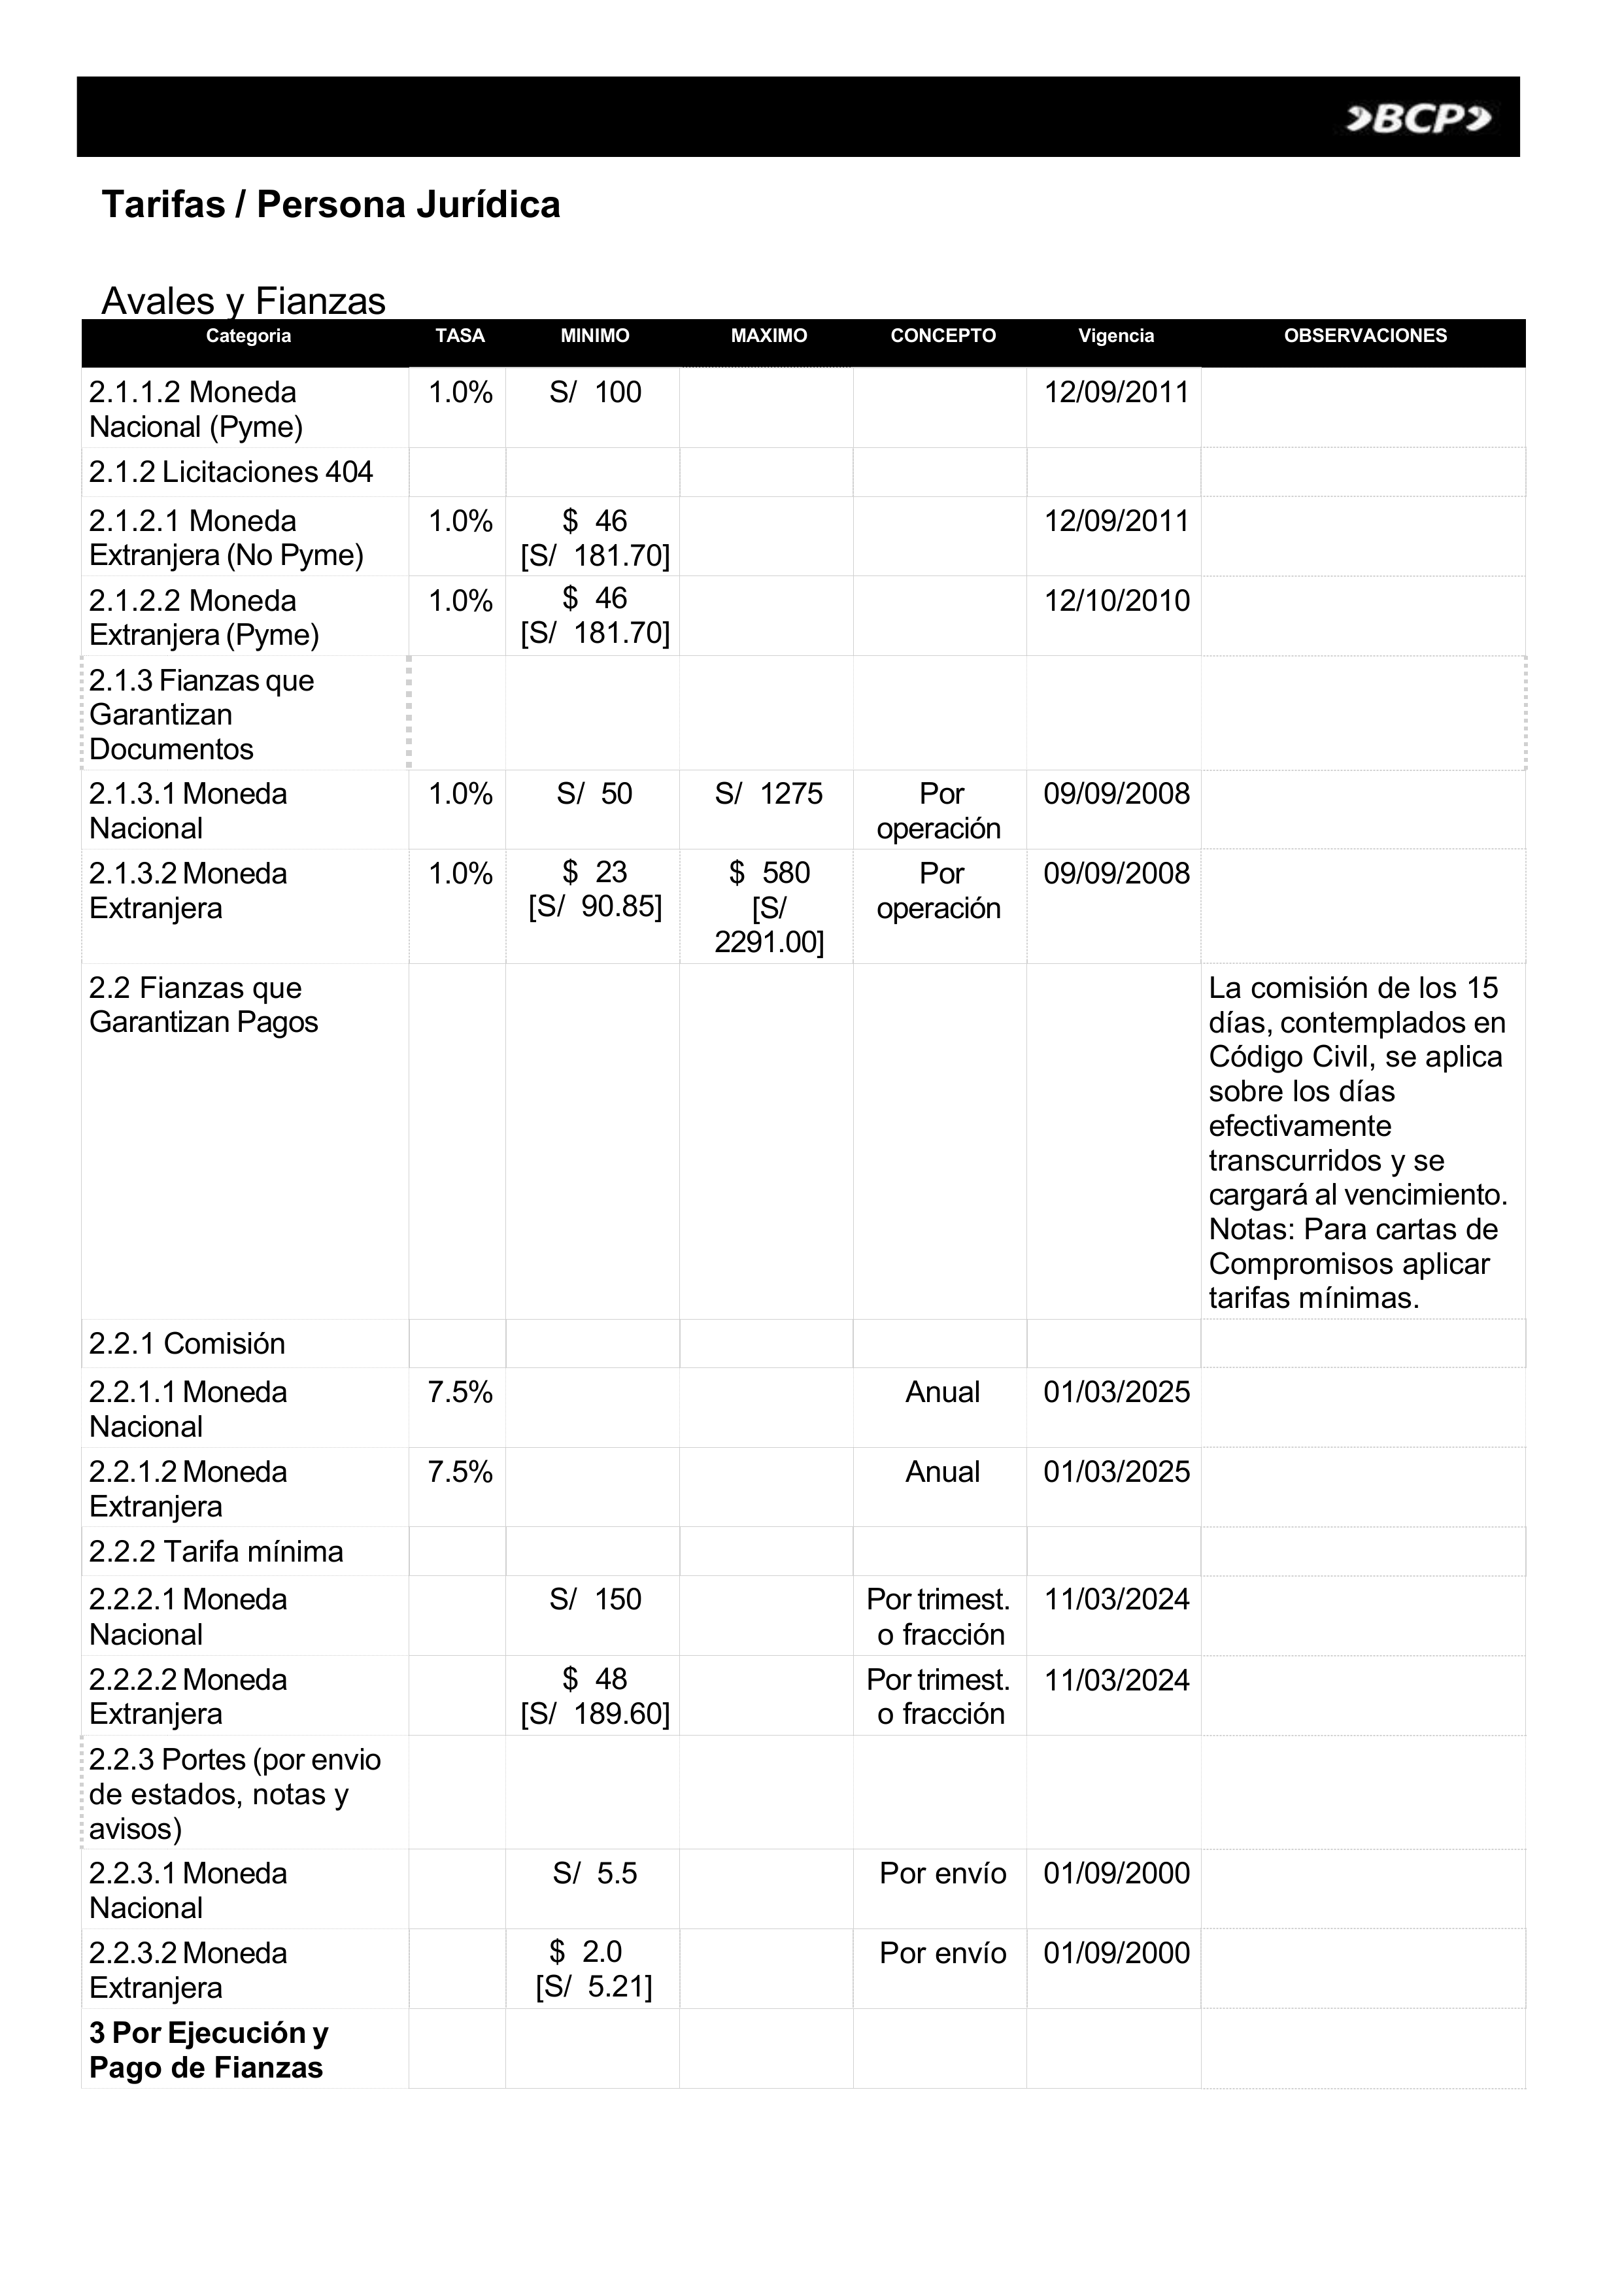 BCP
Tarifas / Persona Jurídica
Avales y Fianzas
Categoria TASA MINIMO MAXIMO CONCEPTO Vigencia OBSERVACIONES
2.1.1.2 Moneda 1.0% S/ 100 12/09/2011
Nacional (Pyme)
2.1.2 Licitaciones 404
2.1.2.1 Moneda 1.0% $ 46 12/09/2011
Extranjera (No Pyme) [S/ 181.70]
2.1.2.2 Moneda 1.0% $ 46 12/10/2010
Extranjera (Pyme) [S/ 181.70]
2.1.3 Fianzas que
Garantizan
Documentos
2.1.3.1 Moneda 1.0% S/ 50 S/ 1275 Por 09/09/2008
Nacional operación
2.1.3.2 Moneda 1.0% $ 23 $ 580 Por 09/09/2008
Extranjera [S/ 90.85] [S/ operación
2291.00]
2.2 Fianzas que La comisión de los 15
Garantizan Pagos días, contemplados en
Código Civil, se aplica
sobre los días
efectivamente
transcurridos y se
cargará al vencimiento.
Notas: Para cartas de
Compromisos aplicar
tarifas mínimas.
2.2.1 Comisión
2.2.1.1 Moneda 7.5% Anual 01/03/2025
Nacional
2.2.1.2 Moneda 7.5% Anual 01/03/2025
Extranjera
2.2.2 Tarifa mínima
2.2.2.1 Moneda S/ 150 Por trimest. 11/03/2024
Nacional o fracción
2.2.2.2 Moneda $ 48 Por trimest. 11/03/2024
Extranjera [S/ 189.60] o fracción
2.2.3 Portes (por envio
de estados, notas y
avisos)
2.2.3.1 Moneda S/ 5.5 Por envío 01/09/2000
Nacional
2.2.3.2 Moneda $ 2.0 Por envío 01/09/2000
Extranjera [S/ 5.21]
3 Por Ejecución y
Pago de Fianzas